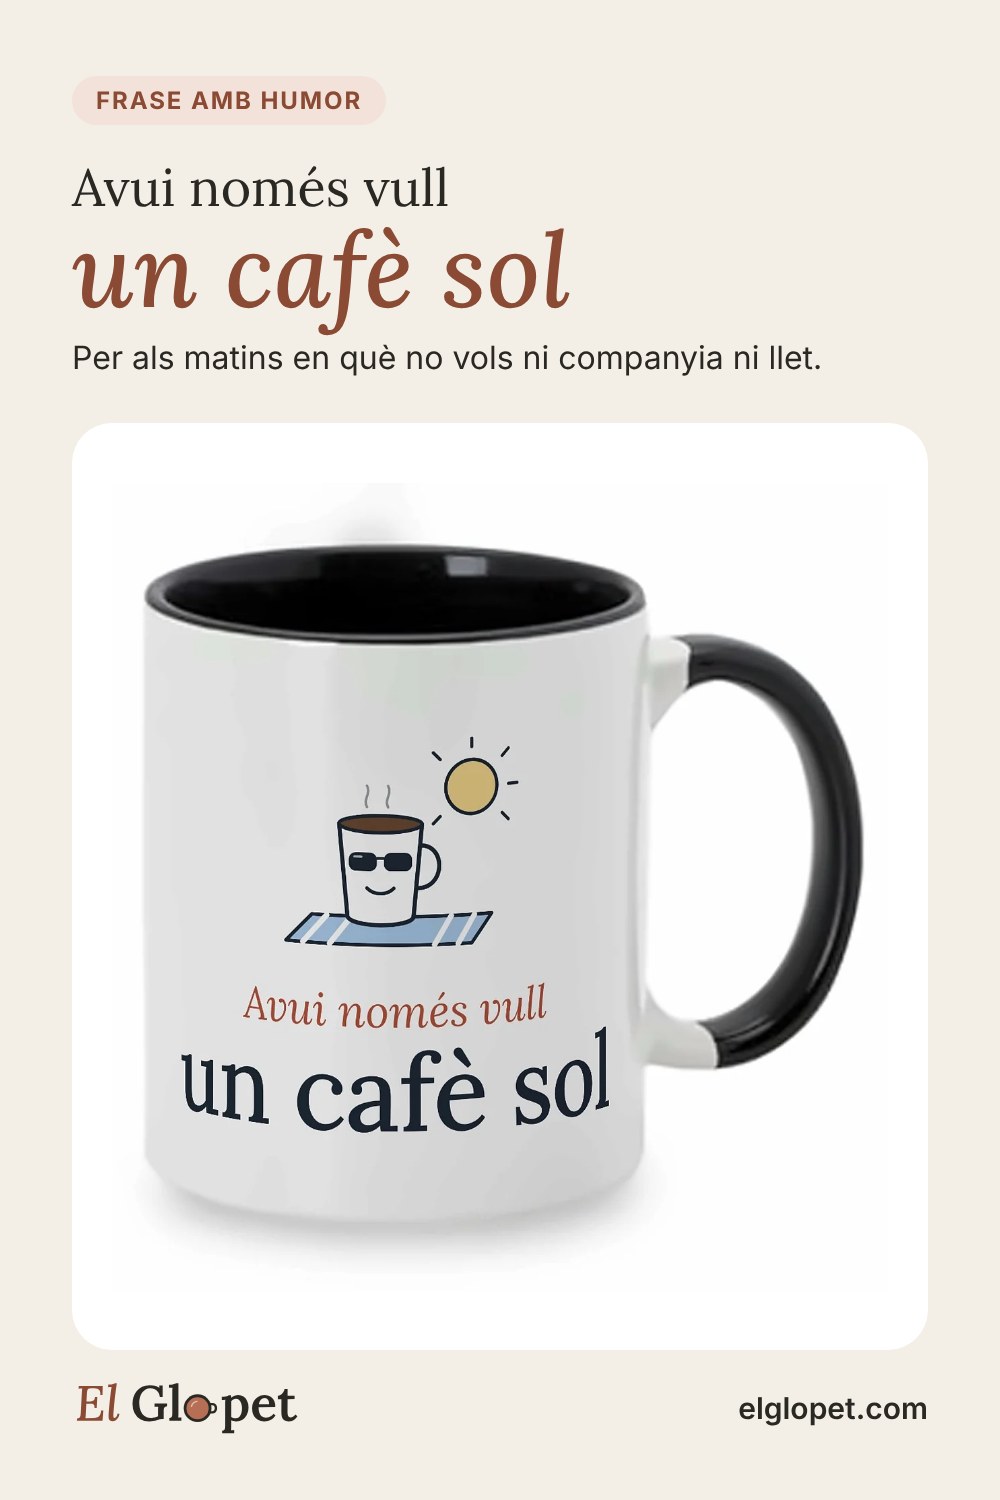 FRASE AMB HUMOR
Avui només vull
un cafè sol
Per als matins en què no vols ni companyia ni llet.
Avui només vull
un cafè sol
El Glopet
elglopet.com